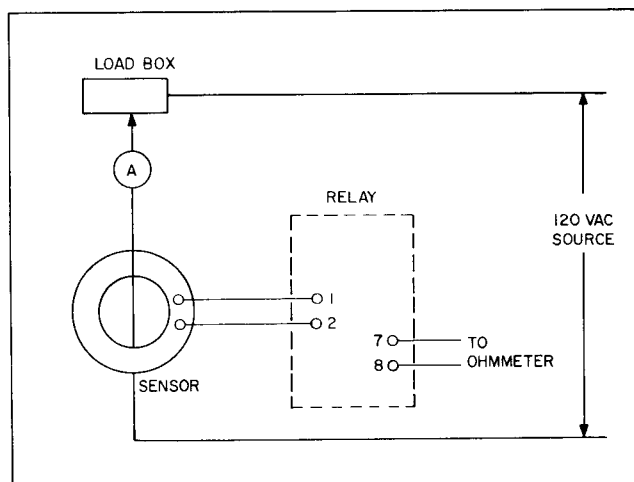 LOAD BOX
A
RELAY
120 VAC
SOURCE
1
2
7
TO
8
OHMMETER
SENSOR